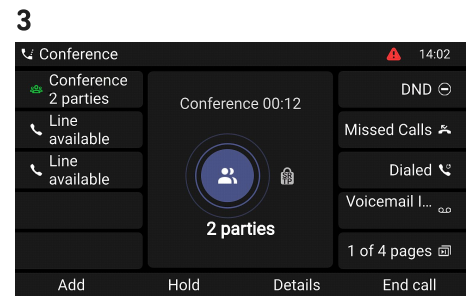 3
Conference
14:02
Conference
2 parties
Line
available
Line
available
Conference 00:12
2 parties
DND
Missed Calls
Dialed
Voicemail I...
1 of 4 pages
Add
Hold
Details
End call